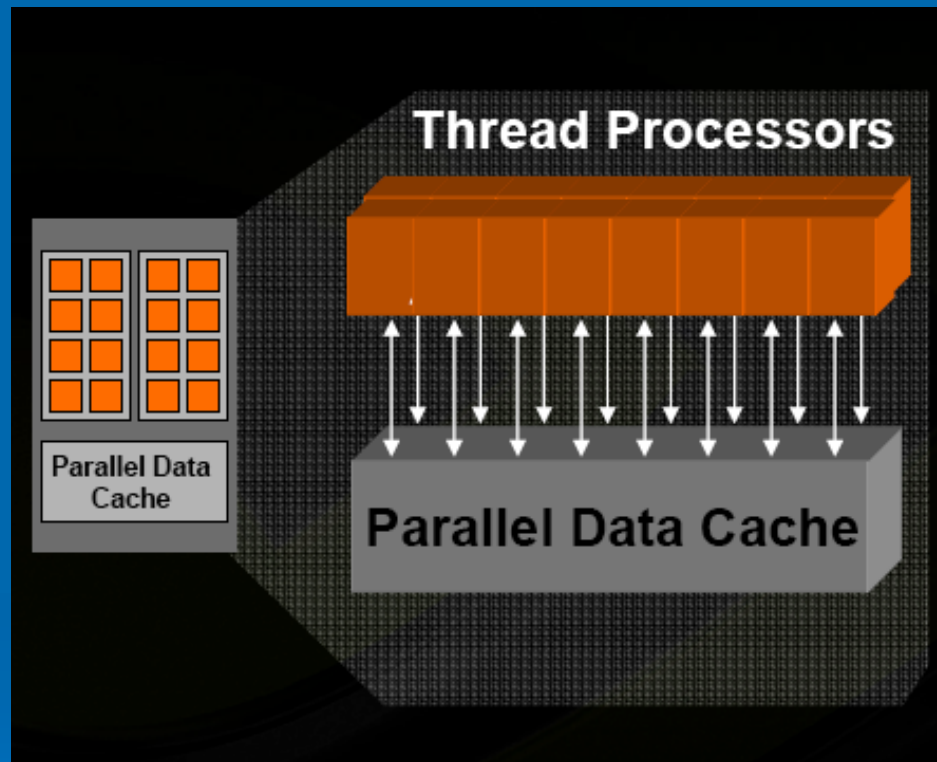 Thread Processors
Parallel Data
Cache
Parallel Data Cache